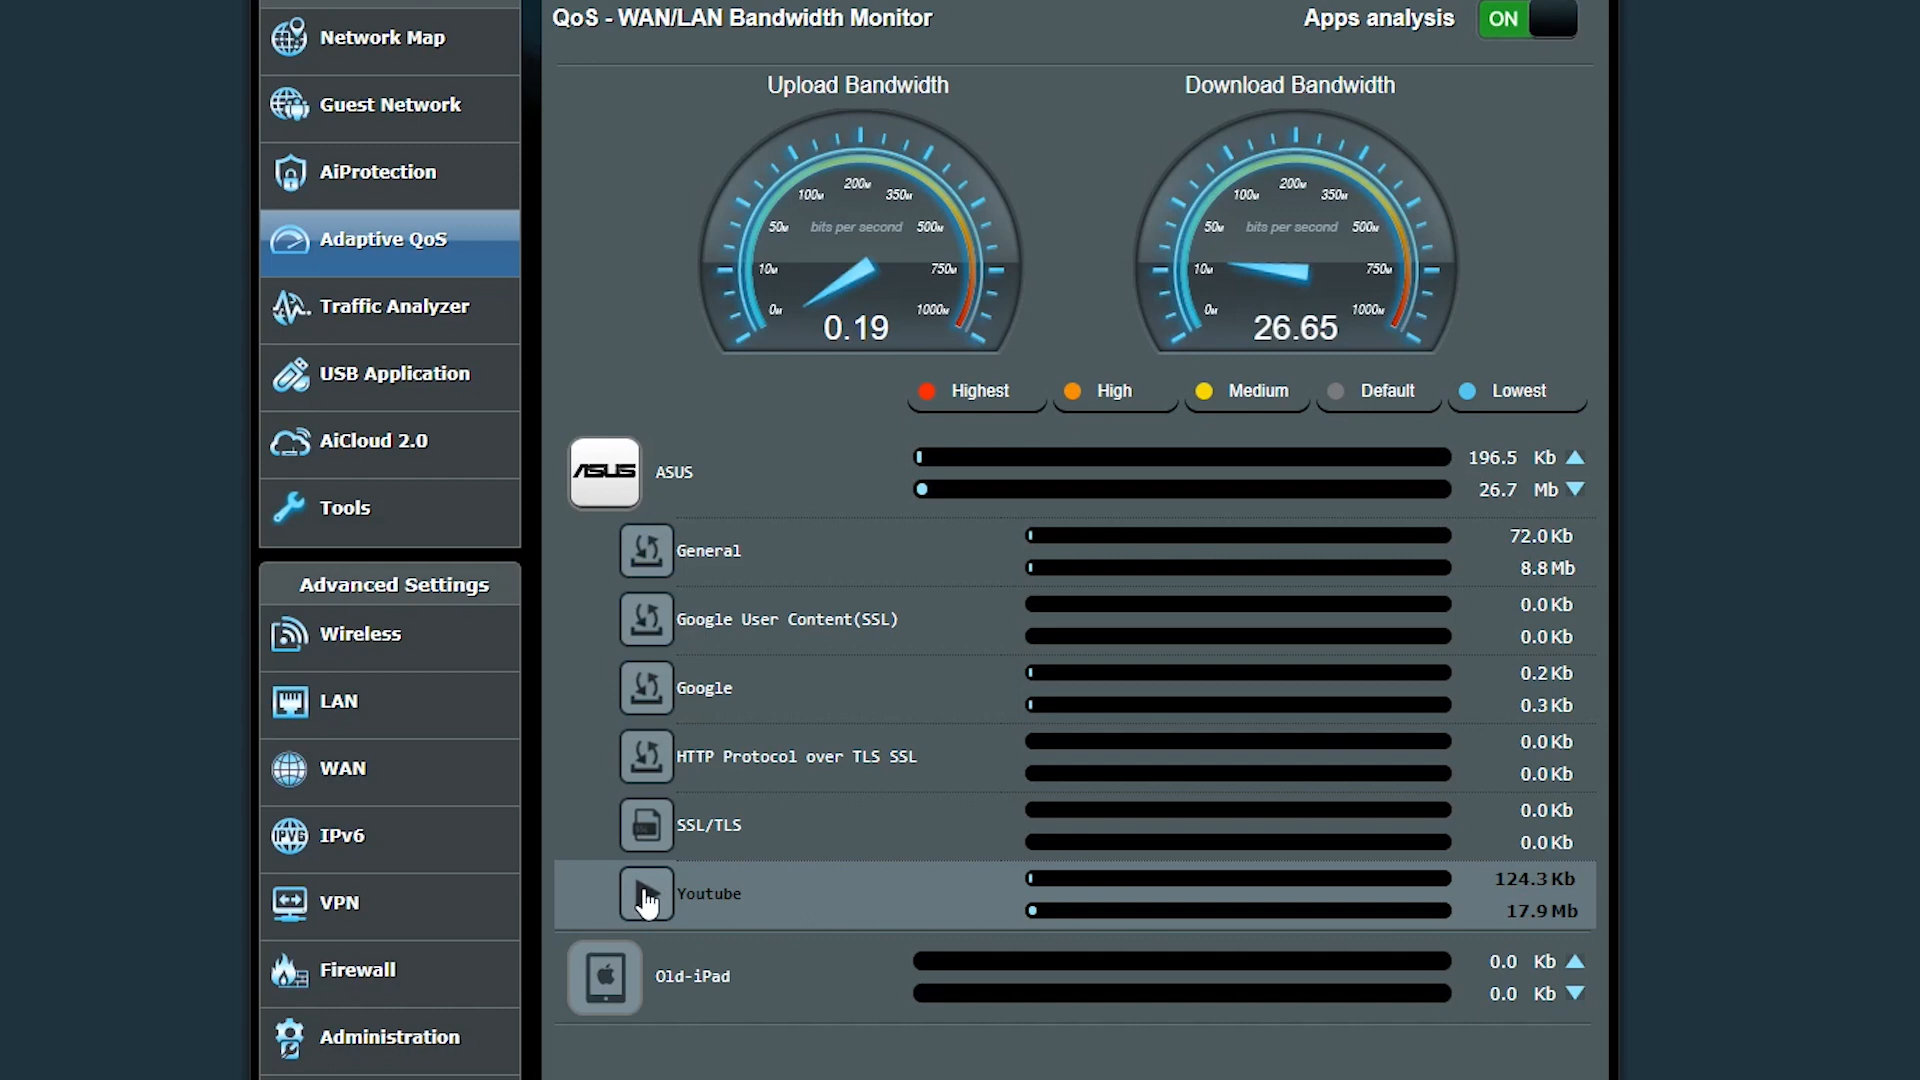 QoS - WAN/LAN Bandwidth Monitor
Apps analysis
ON
Network Map
Guest Network
AiProtection
Adaptive QoS
Traffic Analyzer
USB Application
AiCloud 2.0
Tools
Advanced Settings
Wireless
LAN
WAN
IPV6 IPv6
VPN
Firewall
Administration
Upload Bandwidth
0M
10M
50M
100M
200M
350M
500M
750M
1000M
bits per second
0.19
Download Bandwidth
0M
10M
50M
100M
200M
350M
500M
750M
1000M
bits per second
26.65
Highest
High
Medium
Default
Lowest
ASUS ASUS
196.5 Kb
26.7 Mb
General
72.0 Kb
8.8 Mb
Google User Content(SSL)
0.0 Kb
0.0 Kb
Google
0.2 Kb
0.3 Kb
HTTP Protocol over TLS SSL
0.0 Kb
0.0 Kb
SSL/TLS
0.0 Kb
0.0 Kb
Youtube
124.3 Kb
17.9 Mb
Old-iPad
0.0 Kb
0.0 Kb